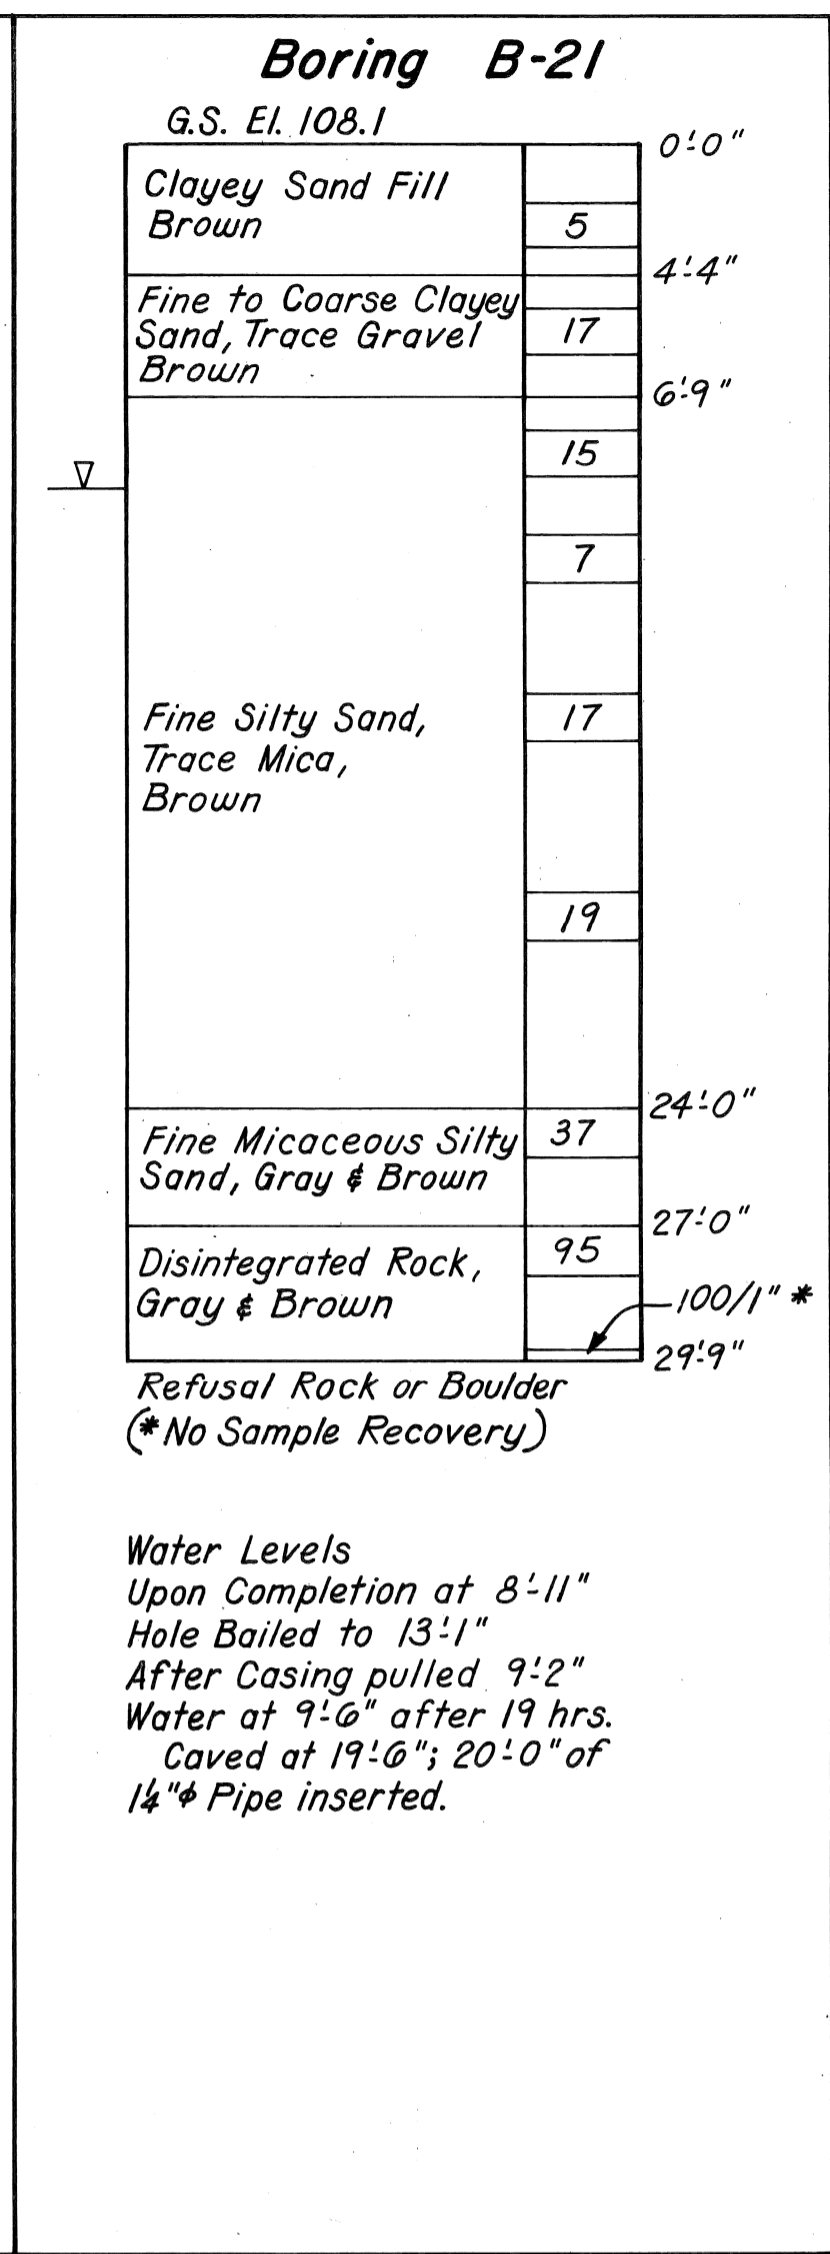 Boring B-21
G.S. El. 108.1
0'-0"
Clayey Sand Fill
Brown
5
4'-4"
Fine to Coarse Clayey
Sand, Trace Gravel
Brown
17
6'-9"
15
7
Fine Silty Sand,
Trace Mica,
Brown
17
19
24'-0"
Fine Micaceous Silty
Sand, Gray & Brown
37
27'-0"
Disintegrated Rock,
Gray & Brown
95
100/1" *
29'-9"
Refusal Rock or Boulder
(*No Sample Recovery)
Water Levels
Upon Completion at 8'-11"
Hole Bailed to 13'-1"
After Casing pulled 9'-2"
Water at 9'-6" after 19 hrs.
Caved at 19'-6"; 20'-0" of
1¼"ϕ Pipe inserted.